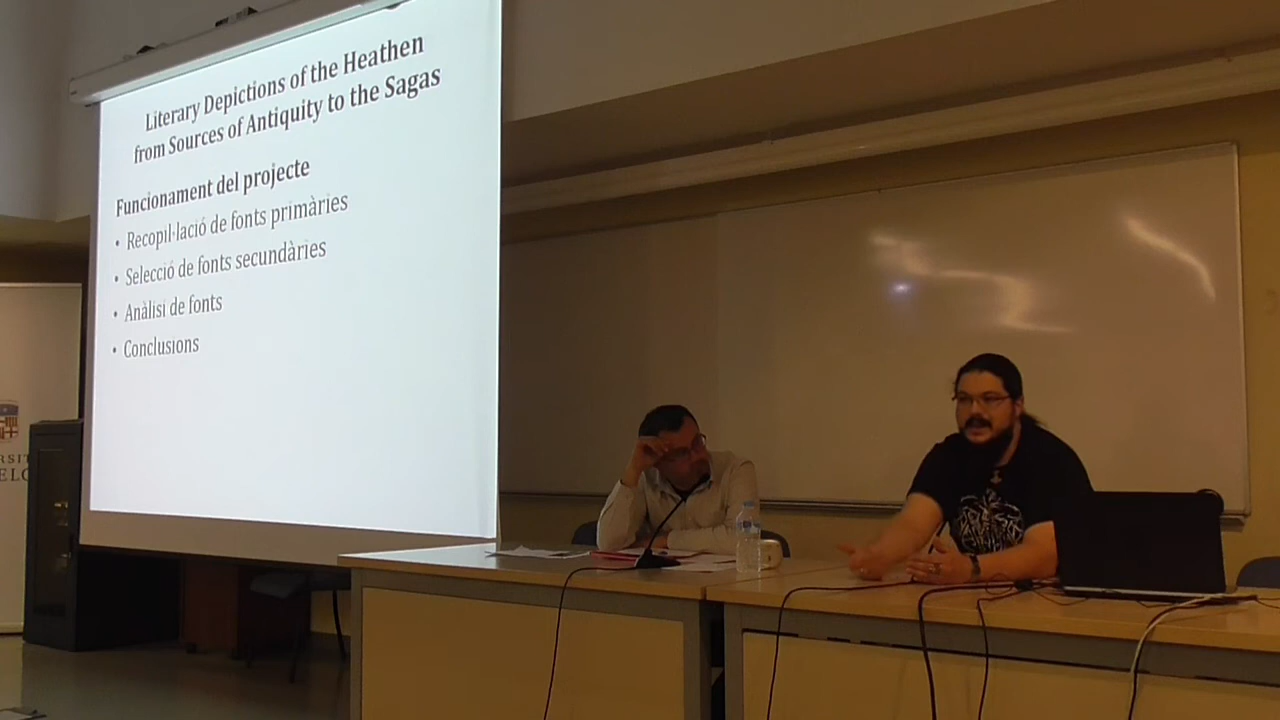 Literary Depictions of the Heathen
from Sources of Antiquity to the Sagas
Funcionament del projecte
• Recopil·lació de fonts primàries
• Selecció de fonts secundàries
• Anàlisi de fonts
• Conclusions